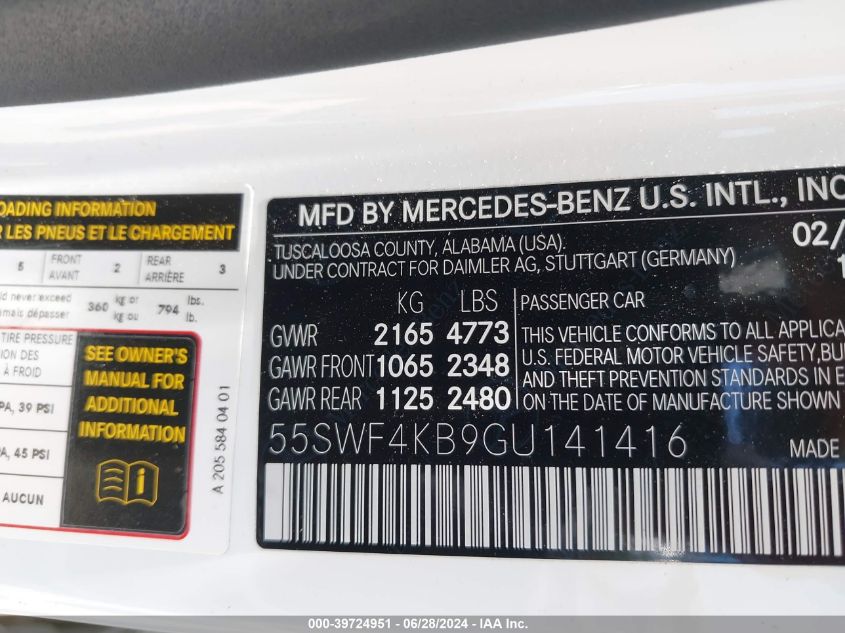 OADING INFORMATION
R LES PNEUS ET LE CHARGEMENT
5 FRONT AVANT 2 REAR ARRIÈRE 3
ld never exceed 360 kg or 794 lbs.
amais dépasser kg ou lb.
TIRE PRESSURE
SION DES
À FROID
PA, 39 PSI
PA, 45 PSI
AUCUN
SEE OWNER'S
MANUAL FOR
ADDITIONAL
INFORMATION
A 205 584 04 01
MFD BY MERCEDES-BENZ U.S. INTL., INC
TUSCALOOSA COUNTY, ALABAMA (USA). 02/
UNDER CONTRACT FOR DAIMLER AG, STUTTGART (GERMANY) 1
KG LBS PASSENGER CAR
GVWR 2165 4773
GAWR FRONT 1065 2348
GAWR REAR 1125 2480
THIS VEHICLE CONFORMS TO ALL APPLICA
U.S. FEDERAL MOTOR VEHICLE SAFETY, BU
AND THEFT PREVENTION STANDARDS IN E
ON THE DATE OF MANUFACTURE SHOWN
55SWF4KB9GU141416 MADE
000-39724951 - 06/28/2024 - IAA Inc.